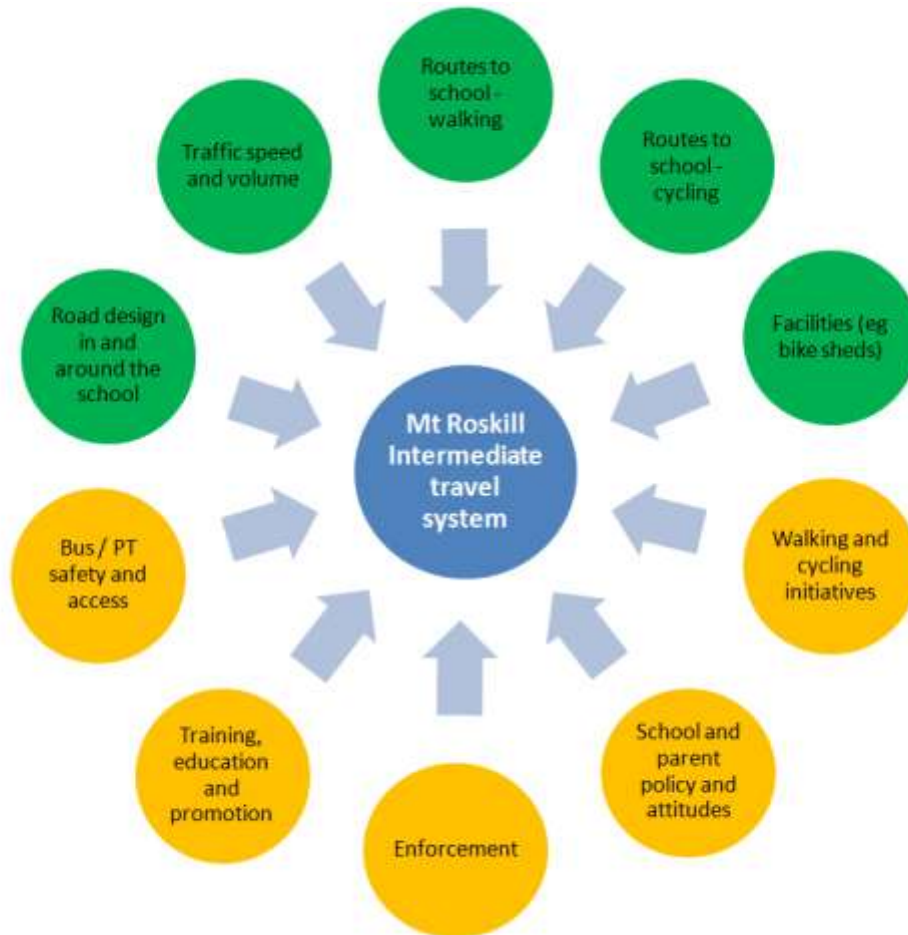 Routes to
school -
walking
Routes to
school -
cycling
Facilities (eg
bike sheds)
Walking and
cycling
initiatives
School and
parent
policy and
attitudes
Enforcement
Training,
education
and
promotion
Bus / PT
safety and
access
Road design
in and
around the
school
Traffic speed
and volume
Mt Roskill
Intermediate
travel
system